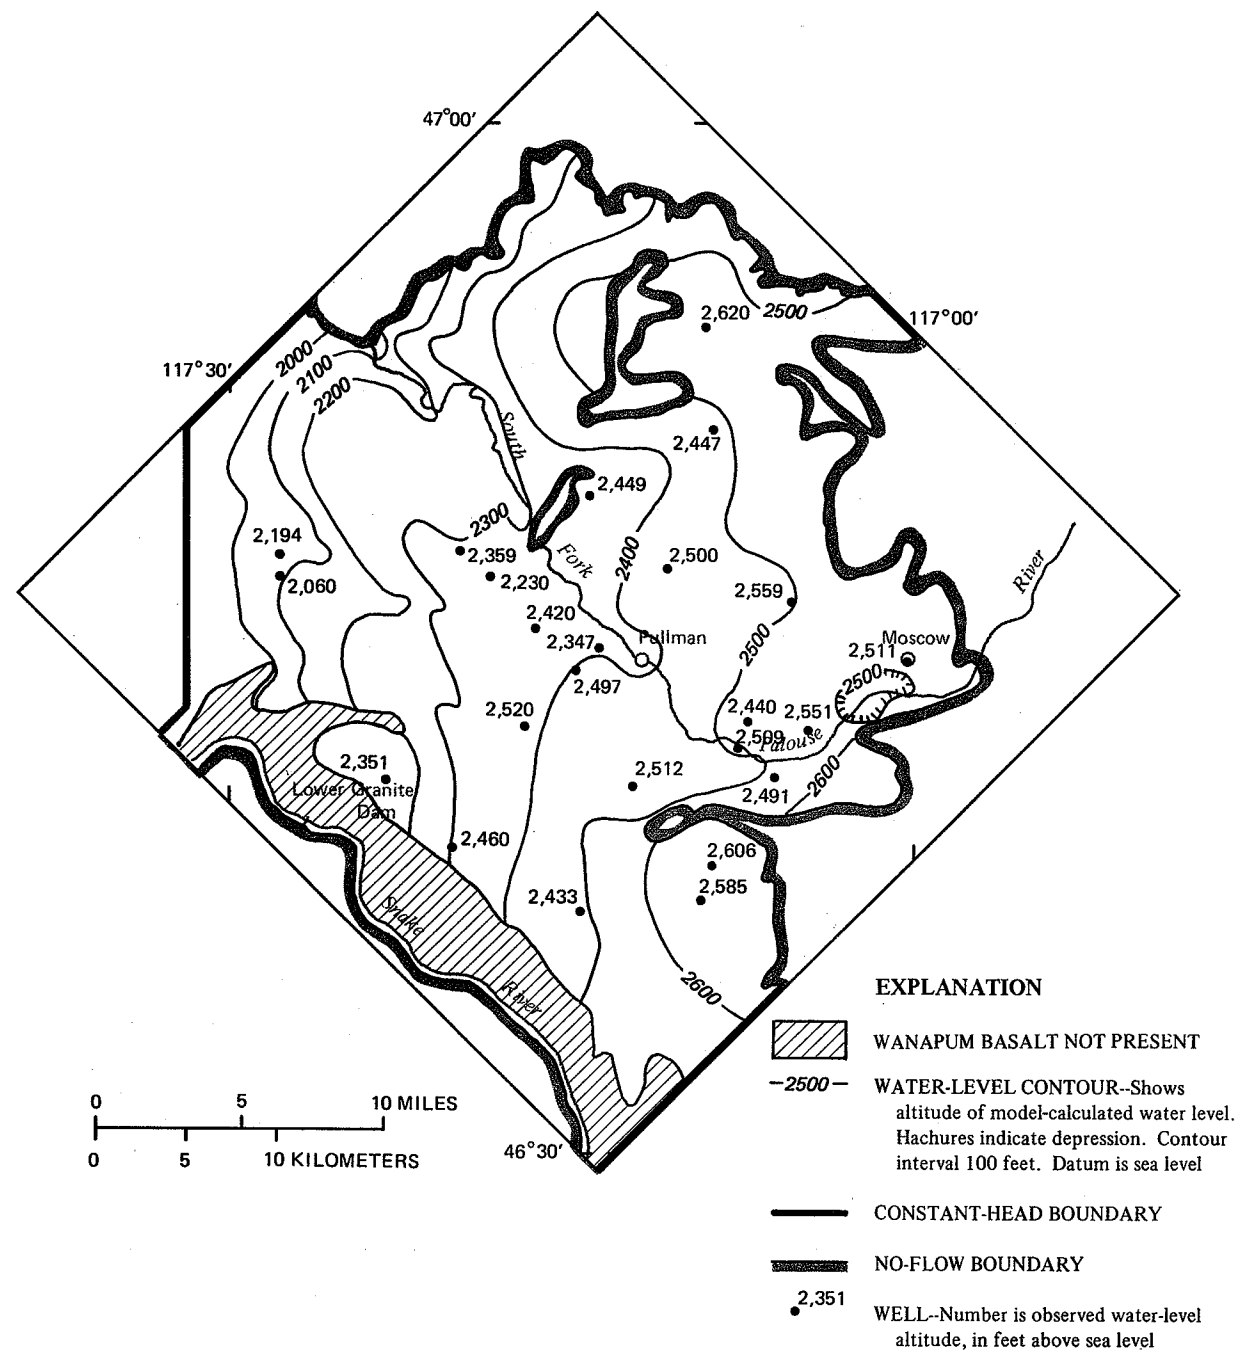 47°00'
2,620
2500
117°00'
2000
117°30'
2100
2200
South
2,447
2,449
2300
2,194
2,359
Fork
2400
2,500
River
2,060
2,230
2,559
2,420
2,347
Pullman
Moscow
2,511
2500
2500
2,497
2,520
2,440
2,551
2,509
Palouse
2,351
2,512
2600
Lower Granite
Dam
2,491
2,460
2,606
2,585
2,433
Snake
River
2600
EXPLANATION
WANAPUM BASALT NOT PRESENT
—2500— WATER-LEVEL CONTOUR--Shows
altitude of model-calculated water level.
Hachures indicate depression. Contour
interval 100 feet. Datum is sea level
0 5 10 MILES
0 5 10 KILOMETERS
46°30'
CONSTANT-HEAD BOUNDARY
NO-FLOW BOUNDARY
2,351
WELL--Number is observed water-level
altitude, in feet above sea level